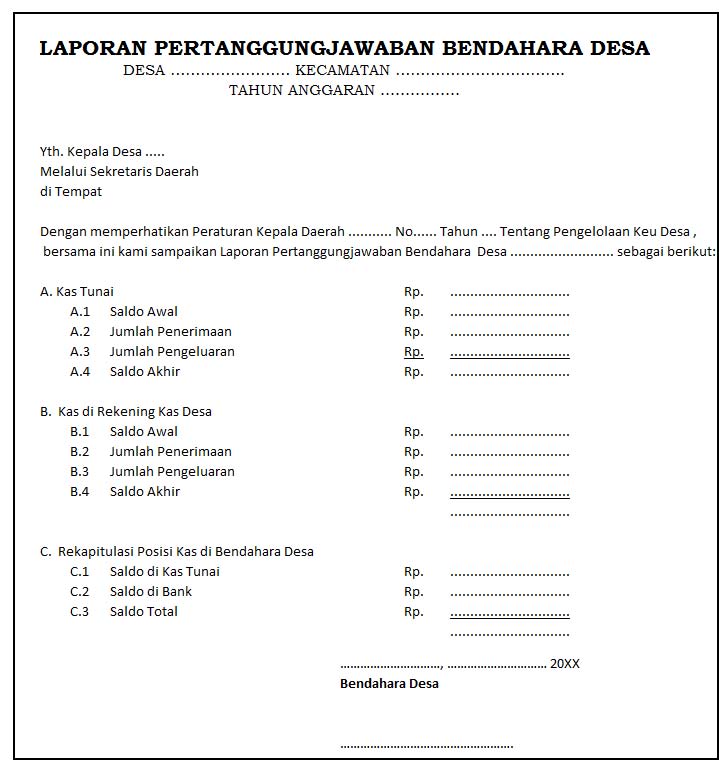 LAPORAN PERTANGGUNGJAWABAN BENDAHARA DESA
DESA ........................ KECAMATAN ..................................
TAHUN ANGGARAN ................
Yth. Kepala Desa .....
Melalui Sekretaris Daerah
di Tempat
Dengan memperhatikan Peraturan Kepala Daerah ........... No...... Tahun .... Tentang Pengelolaan Keu Desa ,
bersama ini kami sampaikan Laporan Pertanggungjawaban Bendahara Desa .......................... sebagai berikut:
A. Kas Tunai Rp. ..............................
A.1 Saldo Awal Rp. ..............................
A.2 Jumlah Penerimaan Rp. ..............................
A.3 Jumlah Pengeluaran Rp. ..............................
A.4 Saldo Akhir Rp. ..............................
B. Kas di Rekening Kas Desa
B.1 Saldo Awal Rp. ..............................
B.2 Jumlah Penerimaan Rp. ..............................
B.3 Jumlah Pengeluaran Rp. ..............................
B.4 Saldo Akhir Rp. ..............................
..............................
C. Rekapitulasi Posisi Kas di Bendahara Desa
C.1 Saldo di Kas Tunai Rp. ..............................
C.2 Saldo di Bank Rp. ..............................
C.3 Saldo Total Rp. ..............................
..............................
............................, ............................ 20XX
Bendahara Desa
...................................................